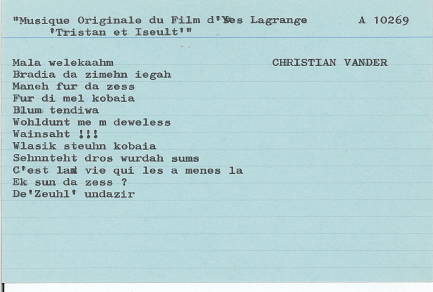 "Musique Originale du Film d'Yves Lagrange A 10269
'Tristan et Iseult'"
Mala welekaahm CHRISTIAN VANDER
Bradia da zimehn iegah
Maneh fur da zess
Fur di mel kobaia
Blum tendiwa
Wohldunt me m deweless
Wainsaht !!!
Wlasik steuhn kobaia
Sehnnteht dros wurdah sums
C'est la vie qui les a menes la
Ek sun da zess ?
De'Zeuhl' undazir